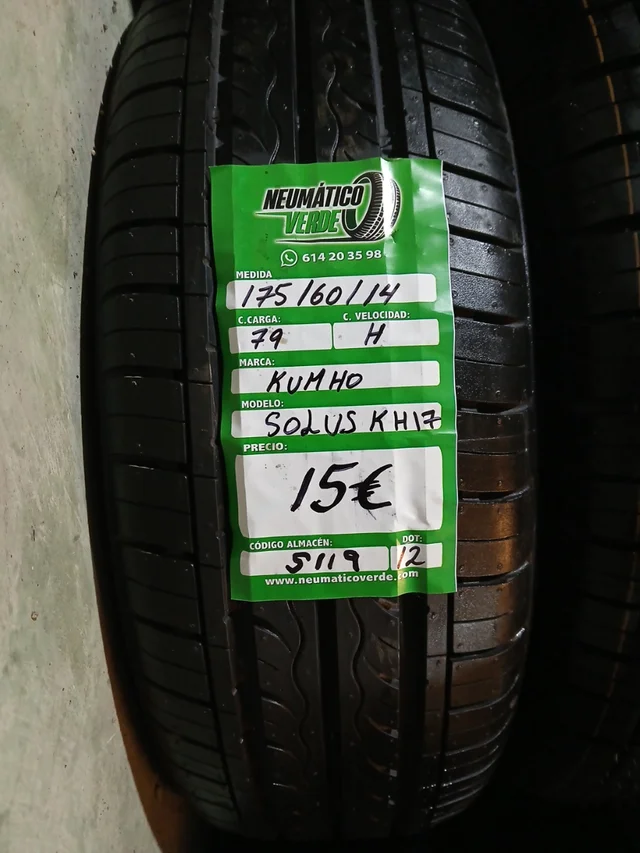 NEUMÁTICO
VERDE
614 20 35 98
MEDIDA
175/60/14
C.CARGA: C. VELOCIDAD:
79 H
MARCA:
KUMHO
MODELO:
SOLUS KH17
PRECIO:
15€
CÓDIGO ALMACÉN: DOT:
S119 12
www.neumaticoverde.com